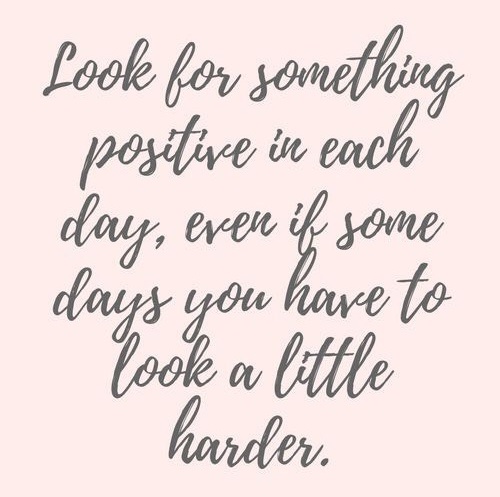 Look for something
positive in each
day, even if some
days you have to
look a little
harder.